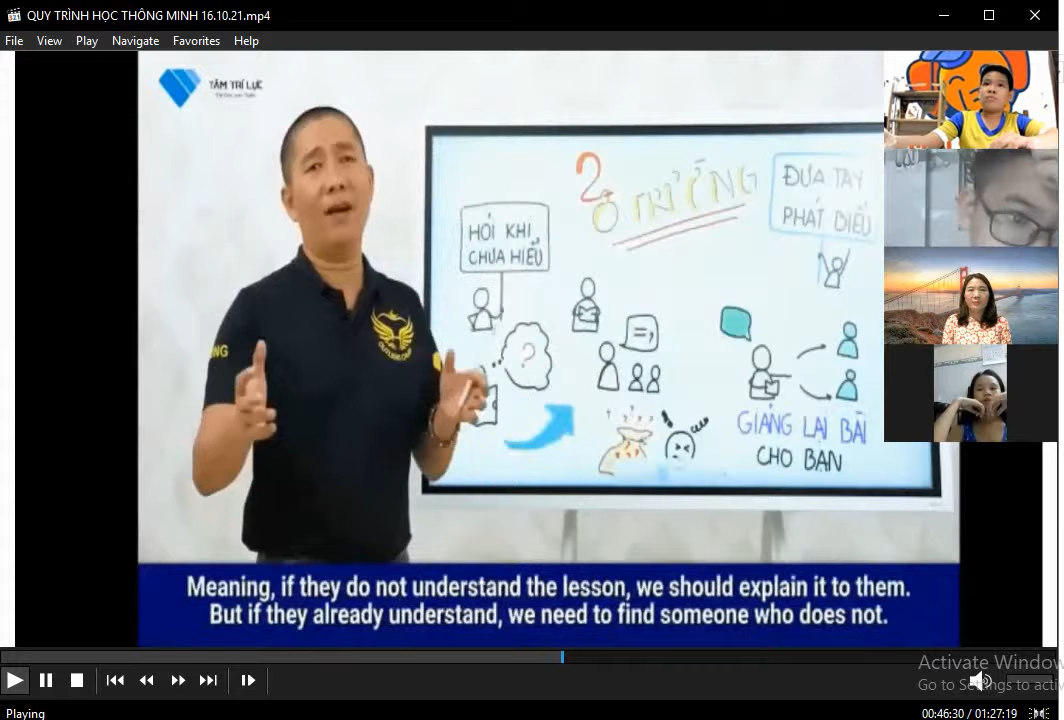 QUY TRÌNH HỌC THÔNG MINH 16.10.21.mp4
File View Play Navigate Favorites Help
TÂM TRÍ LỰC
2.
Ở TRƯỜNG
ĐƯA TAY
PHÁT BIỂU
HỎI KHI
CHƯA HIỂU
?
GIẢNG LẠI BÀI
CHO BẠN
Meaning, if they do not understand the lesson, we should explain it to them.
But if they already understand, we need to find someone who does not.
Activate Window
Go to Settings to acti
Playing
00:46:30 / 01:27:19